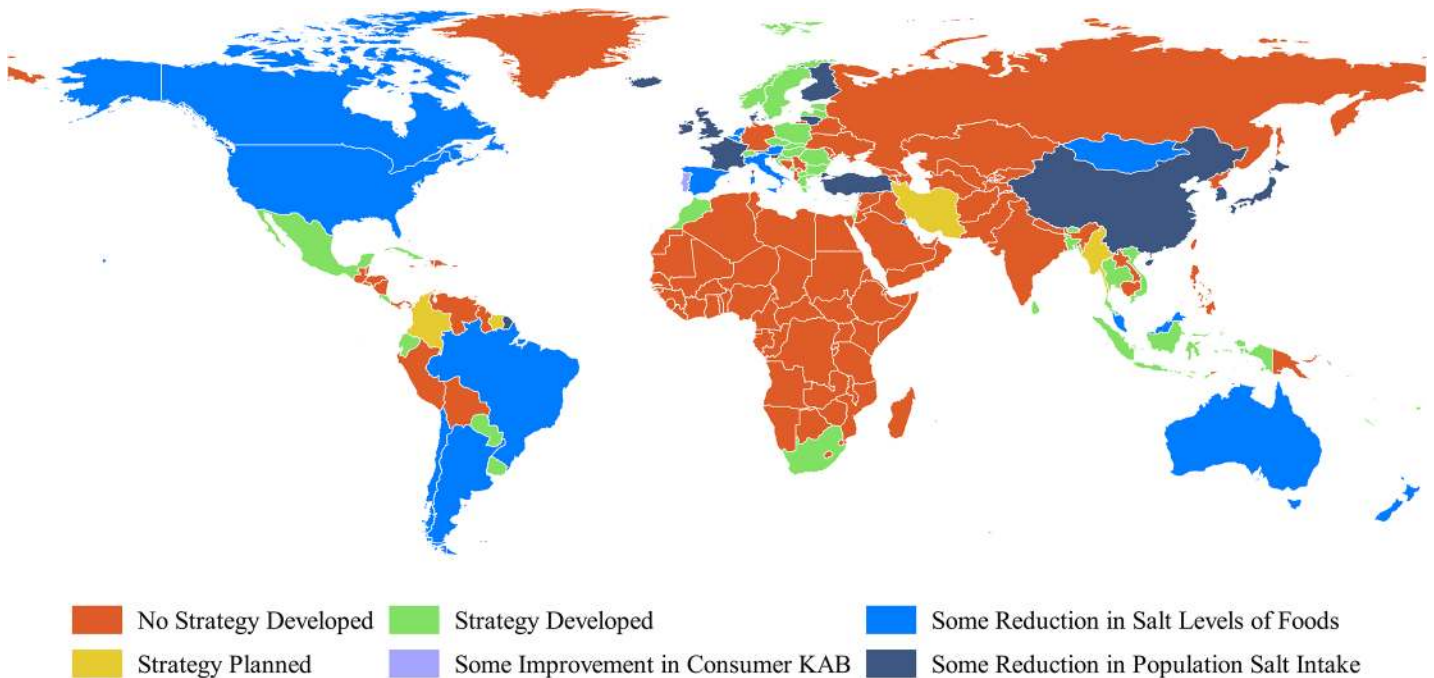 No Strategy Developed
Strategy Developed
Some Reduction in Salt Levels of Foods
Strategy Planned
Some Improvement in Consumer KAB
Some Reduction in Population Salt Intake